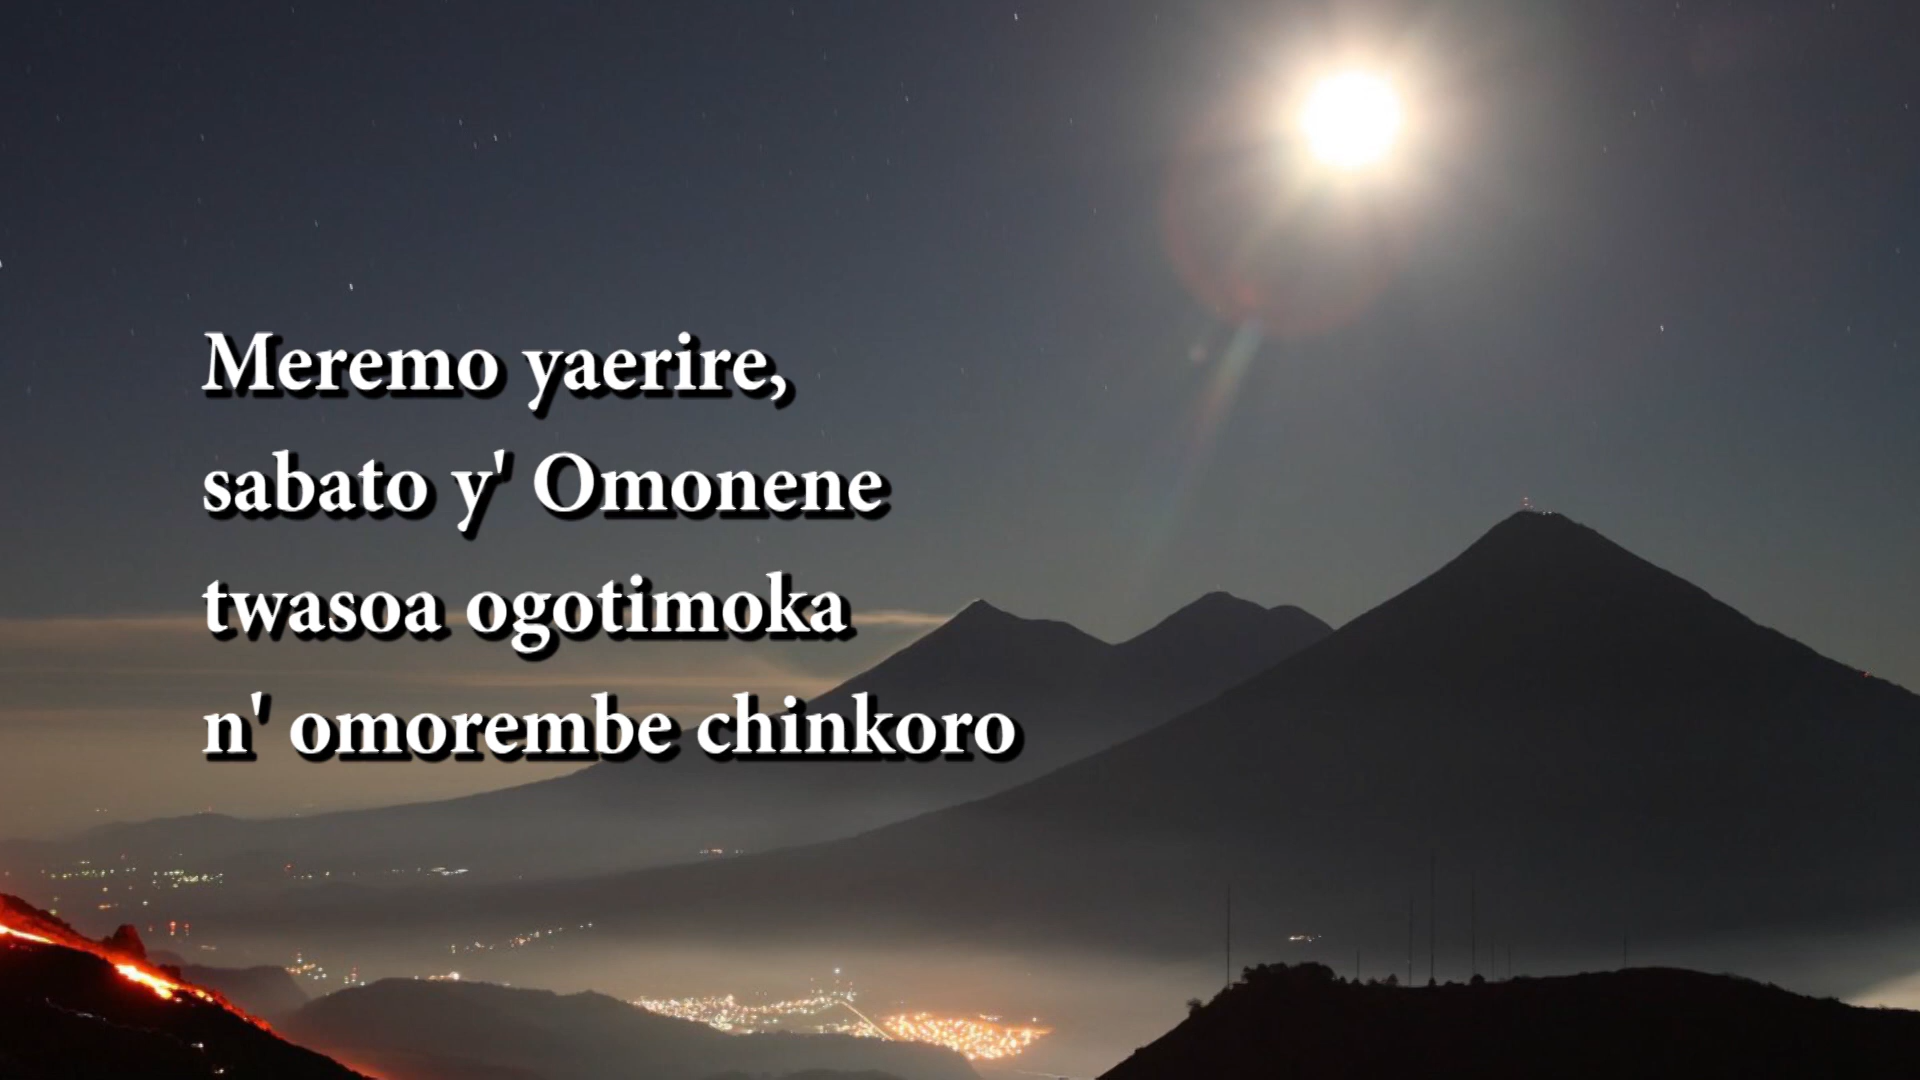 Meremo yaerire,
sabato y' Omonene
twasoa ogotimoka
n' omorembe chinkoro